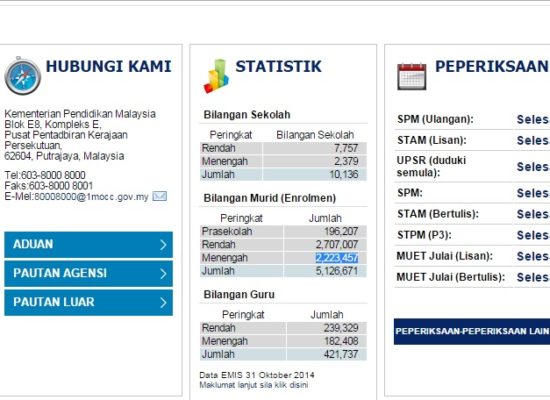 HUBUNGI KAMI
Kementerian Pendidikan Malaysia
Blok E8, Kompleks E,
Pusat Pentadbiran Kerajaan
Persekutuan,
62604, Putrajaya, Malaysia
Tel:603-8000 8000
Faks:603-8000 8001
E-Mel:80008000@1mocc.gov.my
ADUAN
PAUTAN AGENSI
PAUTAN LUAR
STATISTIK
Bilangan Sekolah
Peringkat Bilangan Sekolah
Rendah 7,757
Menengah 2,379
Jumlah 10,136
Bilangan Murid (Enrolmen)
Peringkat Jumlah
Prasekolah 196,207
Rendah 2,707,007
Menengah 2,223,457
Jumlah 5,126,671
Bilangan Guru
Peringkat Jumlah
Rendah 239,329
Menengah 182,408
Jumlah 421,737
Data EMIS 31 Oktober 2014
Maklumat lanjut sila klik disini
PEPERIKSAAN
SPM (Ulangan): Seles
STAM (Lisan): Seles
UPSR (duduki Seles
semula):
SPM: Seles
STAM (Bertulis): Seles
STPM (P3): Seles
MUET Julai (Lisan): Seles
MUET Julai (Bertulis): Seles
PEPERIKSAAN-PEPERIKSAAN LAIN